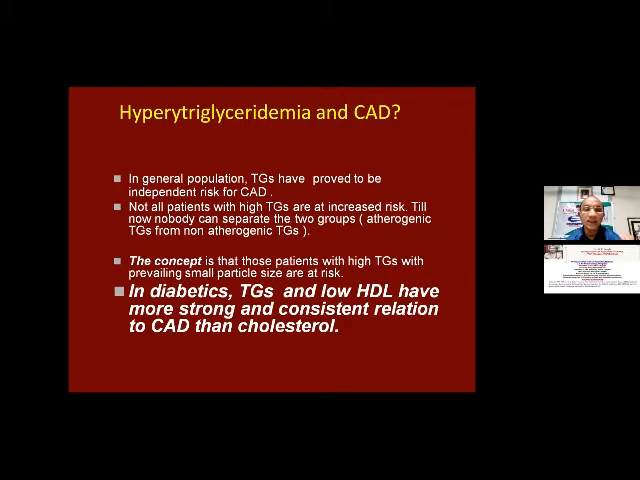 Hyperytriglyceridemia and CAD?
In general population, TGs have proved to be
independent risk for CAD .
Not all patients with high TGs are at increased risk. Till
now nobody can separate the two groups ( atherogenic
TGs from non atherogenic TGs ).
The concept is that those patients with high TGs with
prevailing small particle size are at risk.
In diabetics, TGs and low HDL have
more strong and consistent relation
to CAD than cholesterol.